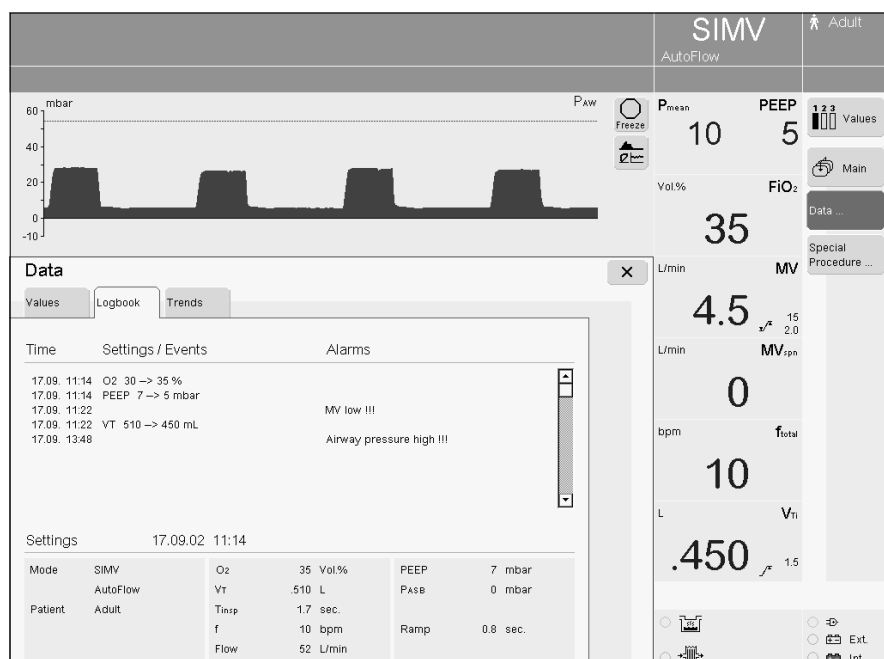 SIMV
AutoFlow
Adult
mbar
PAW
60
40
20
0
-10
Freeze
Pmean PEEP
10 5
1 2 3
Values
Main
Data ...
Special
Procedure ...
Vol.% FiO2
35
L/min MV
4.5 15
2.0
L/min MVspn
0
bpm ftotal
10
L VTi
.450 1.5
Ext.
Int.
Data
Values Logbook Trends
Time Settings / Events Alarms
17.09. 11:14 O2 30 –> 35 %
17.09. 11:14 PEEP 7 –> 5 mbar
17.09. 11:22 MV low !!!
17.09. 11:22 VT 510 –> 450 mL
17.09. 13:48 Airway pressure high !!!
Settings 17.09.02 11:14
Mode SIMV O2 35 Vol.% PEEP 7 mbar
AutoFlow VT .510 L PASB 0 mbar
Patient Adult Tinsp 1.7 sec.
f 10 bpm Ramp 0.8 sec.
Flow 52 L/min